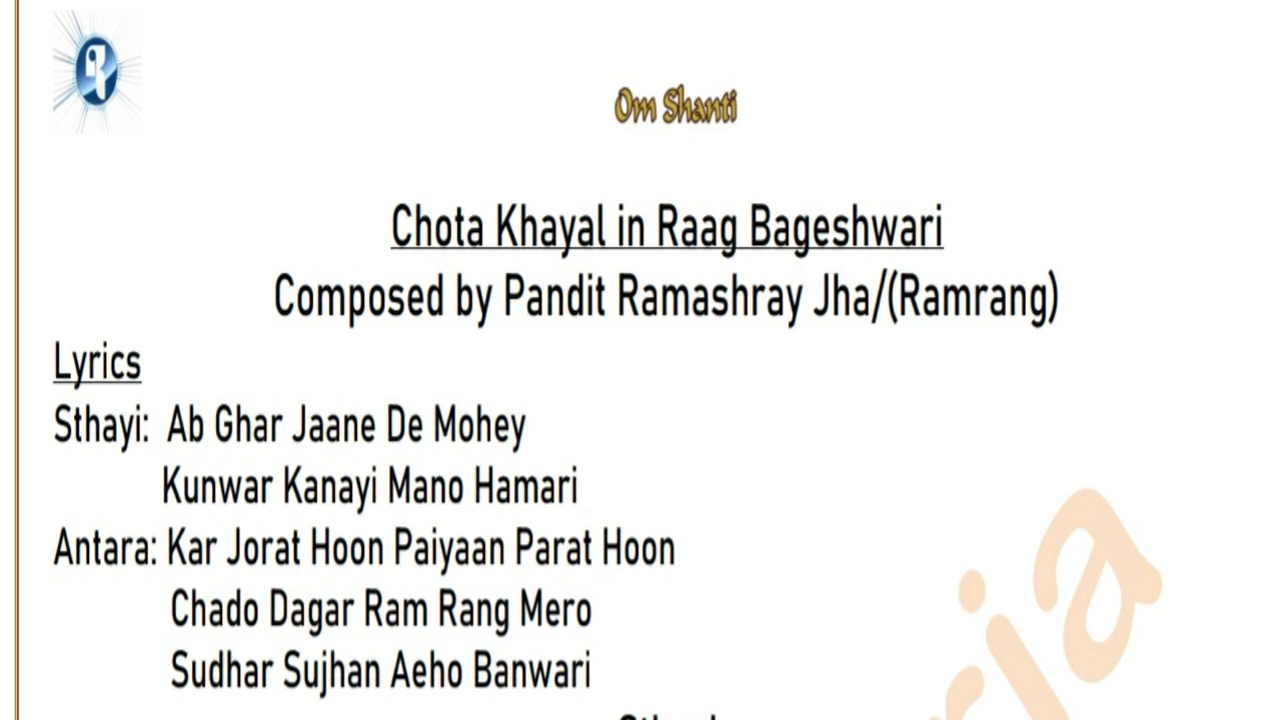 Om Shanti
Chota Khayal in Raag Bageshwari
Composed by Pandit Ramashray Jha/(Ramrang)
Lyrics
Sthayi: Ab Ghar Jaane De Mohey
Kunwar Kanayi Mano Hamari
Antara: Kar Jorat Hoon Paiyaan Parat Hoon
Chado Dagar Ram Rang Mero
Sudhar Sujhan Aeho Banwari